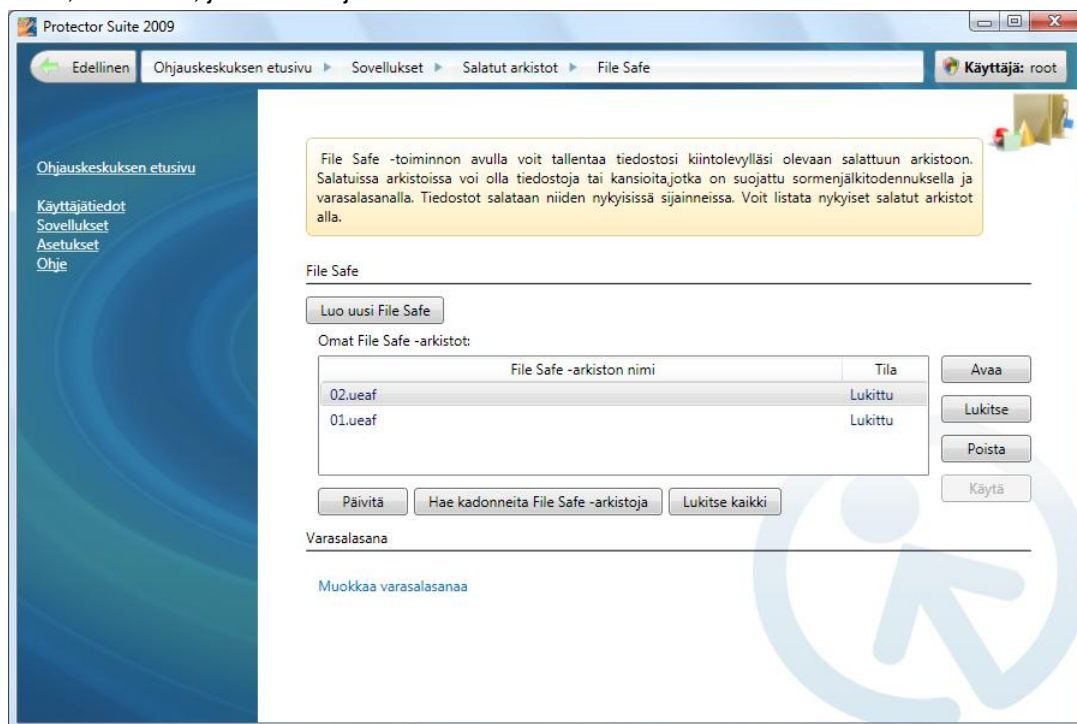 Protector Suite 2009
Edellinen Ohjauskeskuksen etusivu Sovellukset Salatut arkistot File Safe Käyttäjä: root
Ohjauskeskuksen etusivu
Käyttäjätiedot
Sovellukset
Asetukset
Ohje
File Safe -toiminnon avulla voit tallentaa tiedostosi kiintolevylläsi olevaan salattuun arkistoon.
Salatuissa arkistoissa voi olla tiedostoja tai kansioita,jotka on suojattu sormenjälkitodennuksella ja
varasalasanalla. Tiedostot salataan niiden nykyisissä sijainneissa. Voit listata nykyiset salatut arkistot
alla.
File Safe
Luo uusi File Safe
Omat File Safe -arkistot:
File Safe -arkiston nimi Tila
02.ueaf Lukittu
01.ueaf Lukittu
Avaa
Lukitse
Poista
Käytä
Päivitä Hae kadonneita File Safe -arkistoja Lukitse kaikki
Varasalasana
Muokkaa varasalasanaa